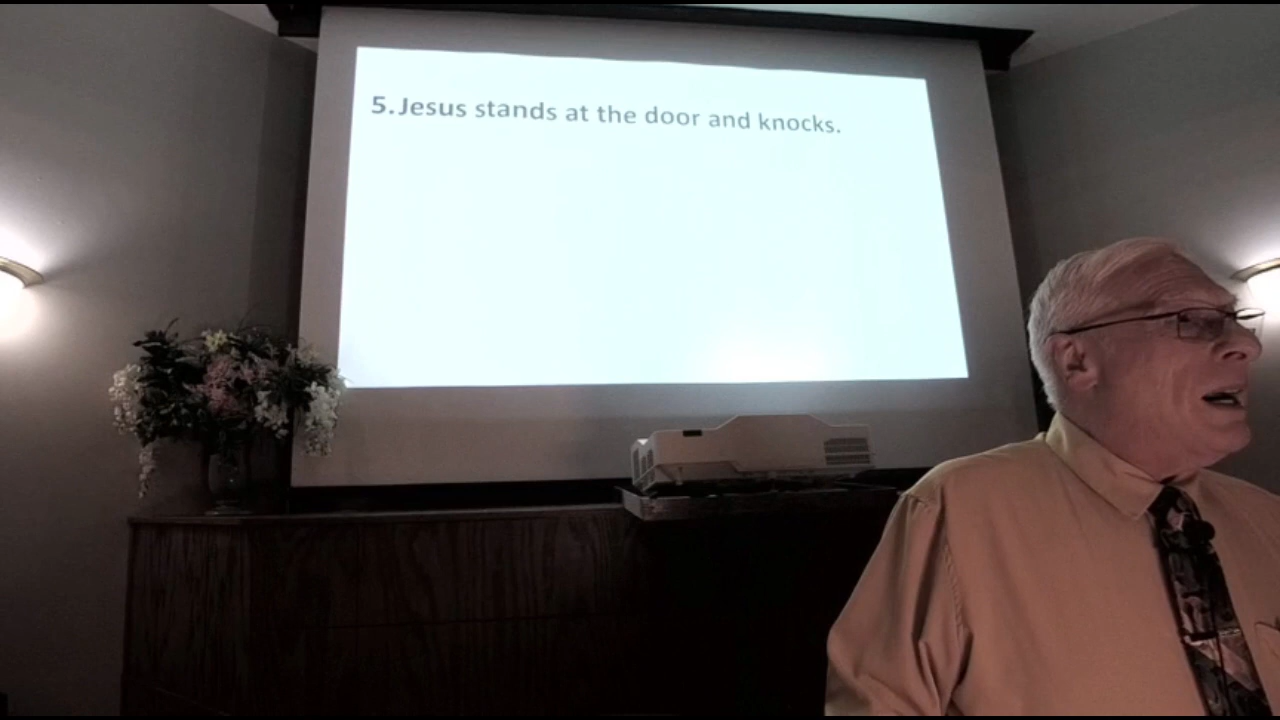 5. Jesus stands at the door and knocks.